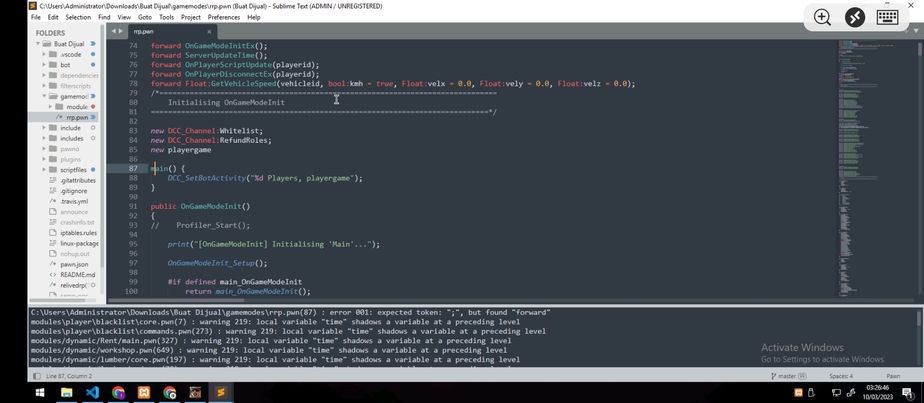 C:\Users\Administrator\Downloads\Buat Dijual\gamemodes\rrp.pwn (Buat Dijual) - Sublime Text (ADMIN / UNREGISTERED)
File Edit Selection Find View Goto Tools Project Preferences Help
FOLDERS
Buat Dijual
.vscode
bot
dependencies
filterscripts
gamemod
module
/* rrp.pwn
include
includes
pawno
plugins
scriptfiles
.gitattributes
.gitignore
.travis.yml
announce
crashinfo.txt
iptables.rules
linux-package
nohup.out
pawn.json
README.md
relivedrp(
rrp.pwn
74 forward OnGameModeInitEx();
75 forward ServerUpdateTime();
76 forward OnPlayerScriptUpdate(playerid);
77 forward OnPlayerDisconnectEx(playerid);
78 forward Float:GetVehicleSpeed(vehicleid, bool:kmh = true, Float:velx = 0.0, Float:vely = 0.0, Float:velz = 0.0);
79 /*==============================================================================
80 Initialising OnGameModeInit
81 ==============================================================================*/
82
83 new DCC_Channel:Whitelist;
84 new DCC_Channel:RefundRoles;
85 new playergame
86
87 main() {
88 DCC_SetBotActivity("%d Players, playergame");
89 }
90
91 public OnGameModeInit()
92 {
93 // Profiler_Start();
94
95 print("[OnGameModeInit] Initialising 'Main'...");
96
97 OnGameModeInit_Setup();
98
99 #if defined main_OnGameModeInit
100 return main_OnGameModeInit();
C:\Users\Administrator\Downloads\Buat Dijual\gamemodes\rrp.pwn(87) : error 001: expected token: ";", but found "forward"
modules\player\blacklist\core.pwn(7) : warning 219: local variable "time" shadows a variable at a preceding level
modules\player\blacklist\commands.pwn(273) : warning 219: local variable "time" shadows a variable at a preceding level
modules/dynamic/Rent/main.pwn(327) : warning 219: local variable "time" shadows a variable at a preceding level
modules/dynamic/workshop.pwn(649) : warning 219: local variable "time" shadows a variable at a preceding level
modules/dynamic/lumber/core.pwn(197) : warning 219: local variable "time" shadows a variable at a preceding level
Activate Windows
Go to Settings to activate Windows.
Line 87, Column 2
master 99
Spaces: 4
Pawn
03:26:46
10/03/2023